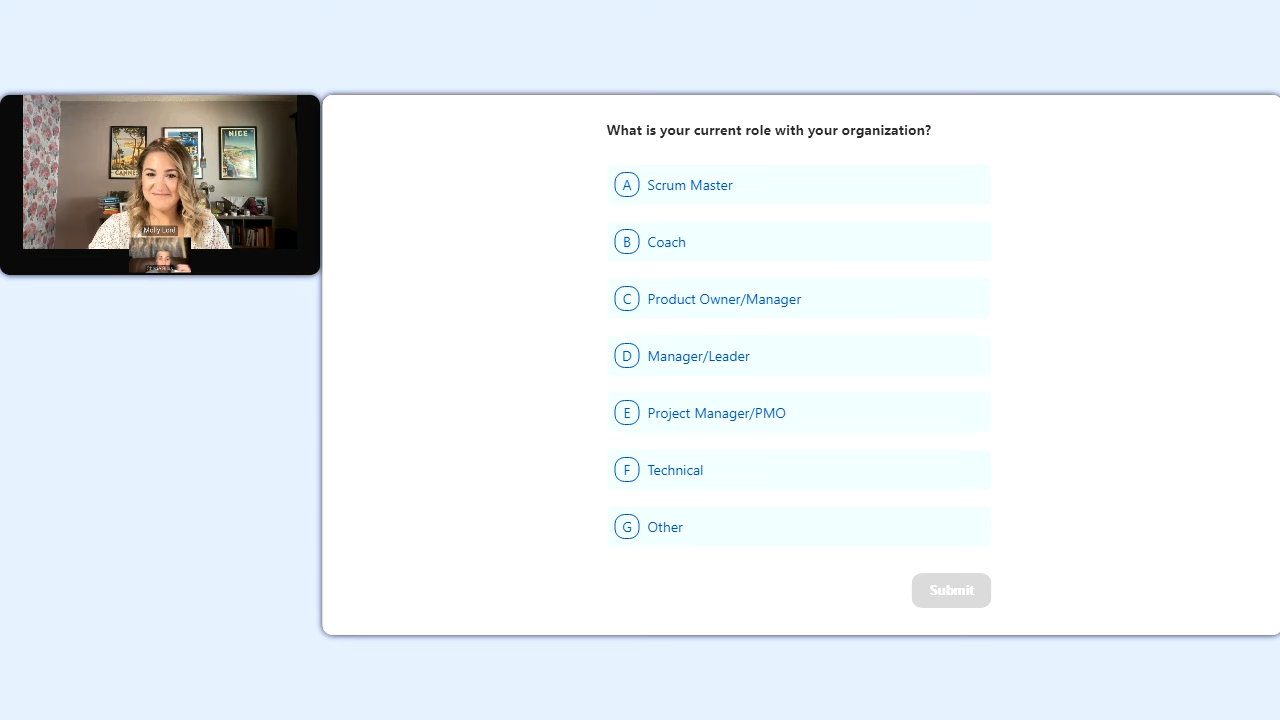 NICE
CANNES
Molly Lord
What is your current role with your organization?
A Scrum Master
B Coach
C Product Owner/Manager
D Manager/Leader
E Project Manager/PMO
F Technical
G Other
Submit